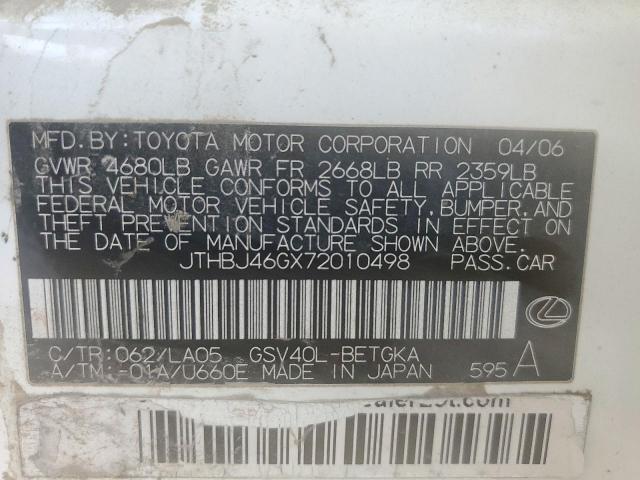 MFD. BY: TOYOTA MOTOR CORPORATION 04/06
GVWR 4680LB GAWR FR 2668LB RR 2359LB
THIS VEHICLE CONFORMS TO ALL APPLICABLE
FEDERAL MOTOR VEHICLE SAFETY, BUMPER, AND
THEFT PREVENTION STANDARDS IN EFFECT ON
THE DATE OF MANUFACTURE SHOWN ABOVE.
JTHBJ46GX72010498 PASS. CAR
C/TR: 062/LA05 GSV40L-BETGKA
A/TM: -01A/U660E MADE IN JAPAN 595 A